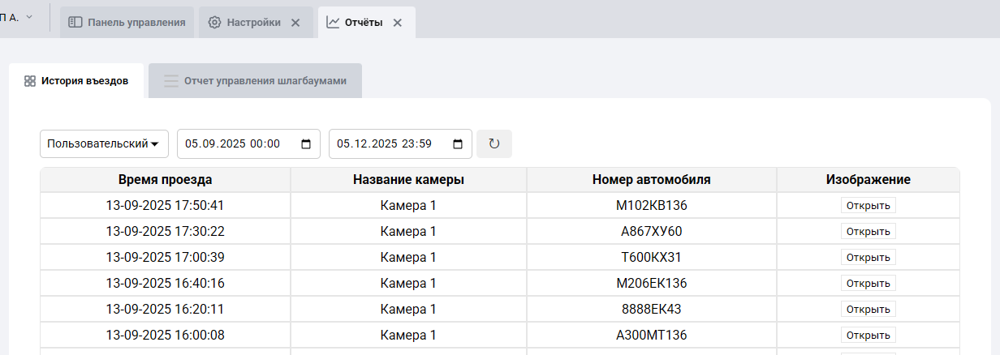 П А.
Панель управления
Настройки
Отчёты
История въездов
Отчет управления шлагбаумами
Пользовательский 05.09.2025 00:00 05.12.2025 23:59
Время проезда Название камеры Номер автомобиля Изображение
13-09-2025 17:50:41 Камера 1 М102КВ136 Открыть
13-09-2025 17:30:22 Камера 1 А867ХУ60 Открыть
13-09-2025 17:00:39 Камера 1 Т600КХ31 Открыть
13-09-2025 16:40:16 Камера 1 М206ЕК136 Открыть
13-09-2025 16:20:11 Камера 1 8888ЕК43 Открыть
13-09-2025 16:00:08 Камера 1 А300МТ136 Открыть